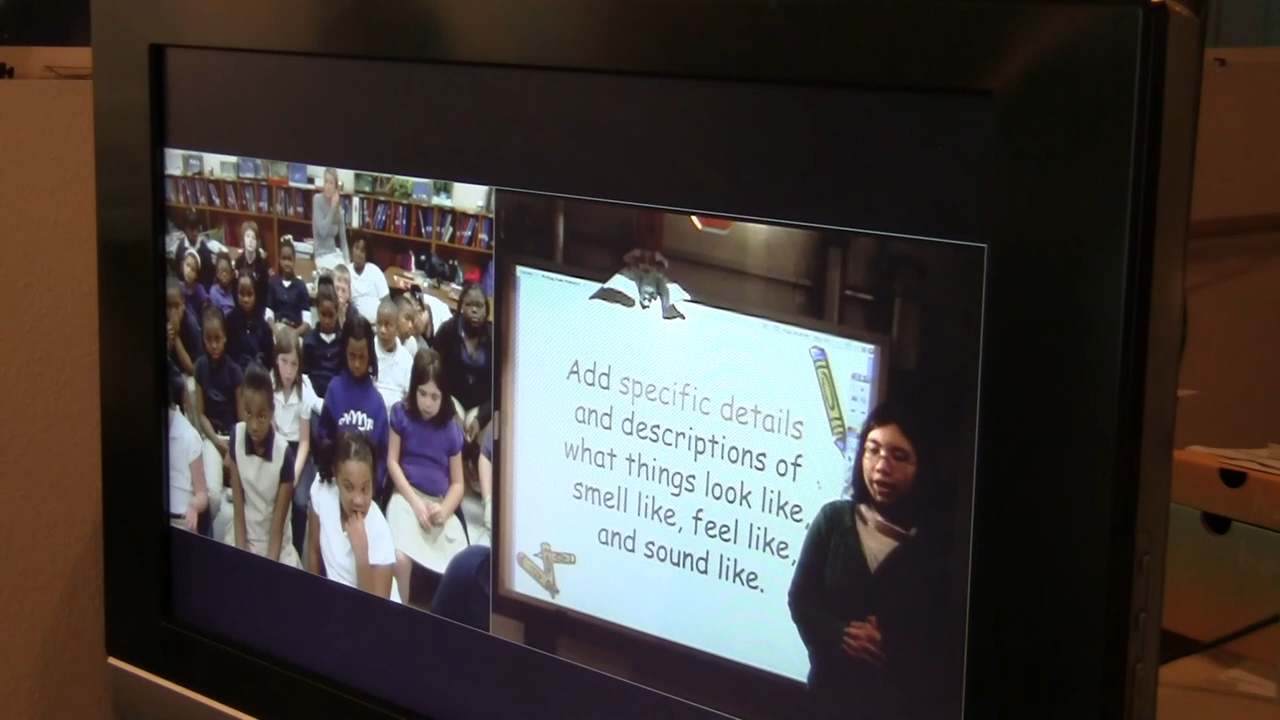 Add specific details
and descriptions of
what things look like,
smell like, feel like,
and sound like.